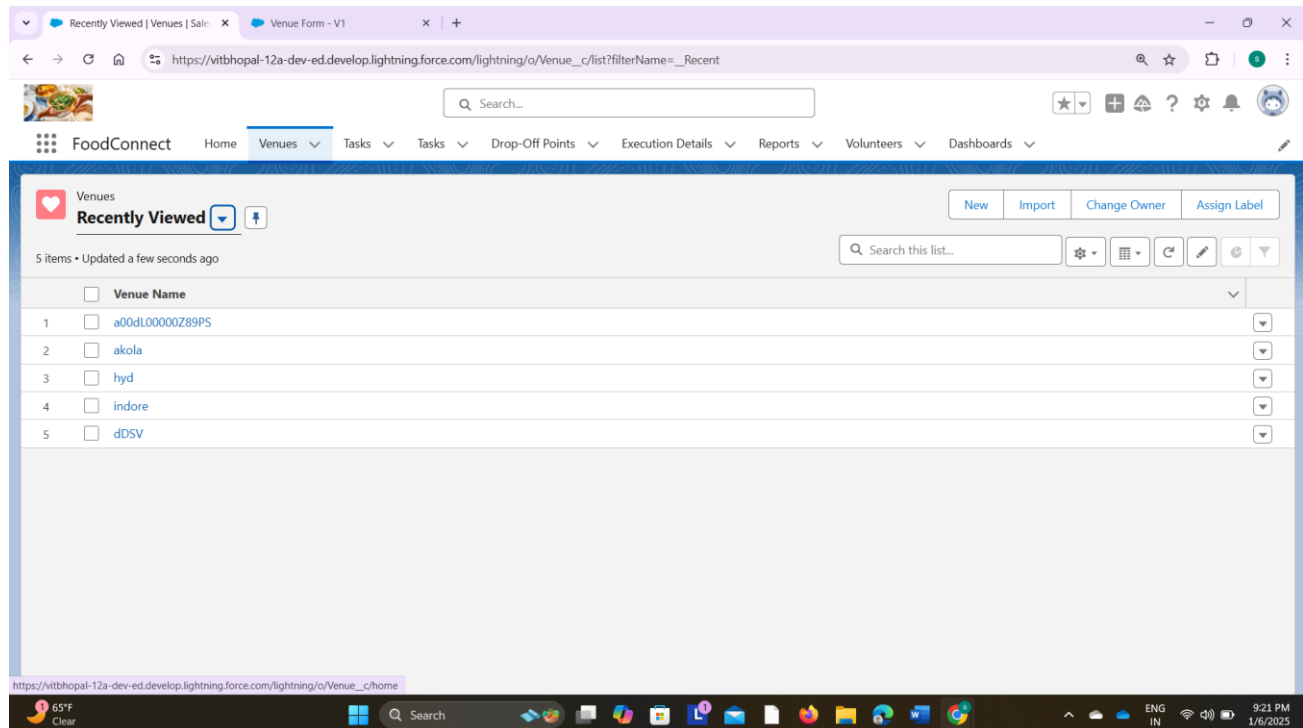 Recently Viewed | Venues | Sale
Venue Form - V1
https://vitbhopal-12a-dev-ed.develop.lightning.force.com/lightning/o/Venue__c/list?filterName=__Recent
S
Search...
FoodConnect Home Venues Tasks Tasks Drop-Off Points Execution Details Reports Volunteers Dashboards
Venues
Recently Viewed
New Import Change Owner Assign Label
5 items • Updated a few seconds ago
Search this list...
Venue Name
1 a00dL00000Z89PS
2 akola
3 hyd
4 indore
5 dDSV
https://vitbhopal-12a-dev-ed.develop.lightning.force.com/lightning/o/Venue__c/home
1 65°F
Clear
Search
L 1
W
ENG
IN
9:21 PM
1/6/2025